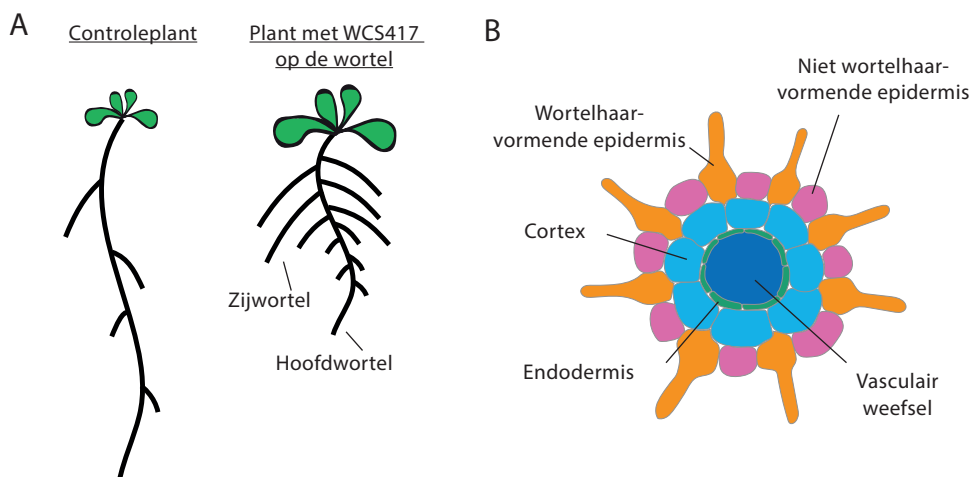 A
Controleplant
Plant met WCS417
op de wortel
Zijwortel
Hoofdwortel
B
Niet wortelhaar-
vormende epidermis
Wortelhaar-
vormende epidermis
Cortex
Endodermis
Vasculair
weefsel